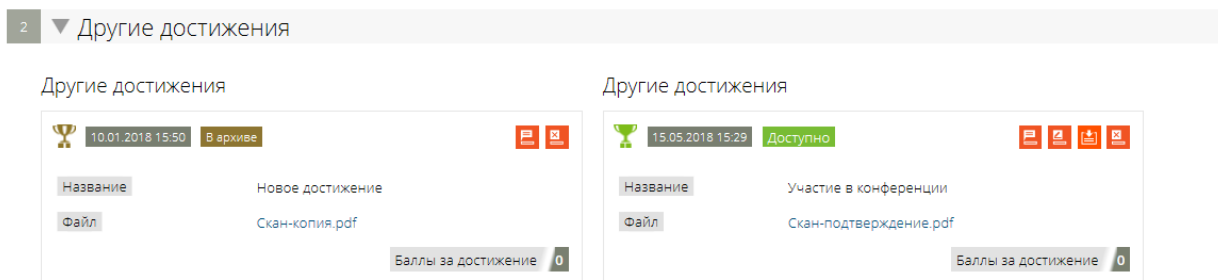 2 Другие достижения
Другие достижения
10.01.2018 15:50 В архиве
Название Новое достижение
Файл Скан-копия.pdf
Баллы за достижение 0
Другие достижения
15.05.2018 15:29 Доступно
Название Участие в конференции
Файл Скан-подтверждение.pdf
Баллы за достижение 0